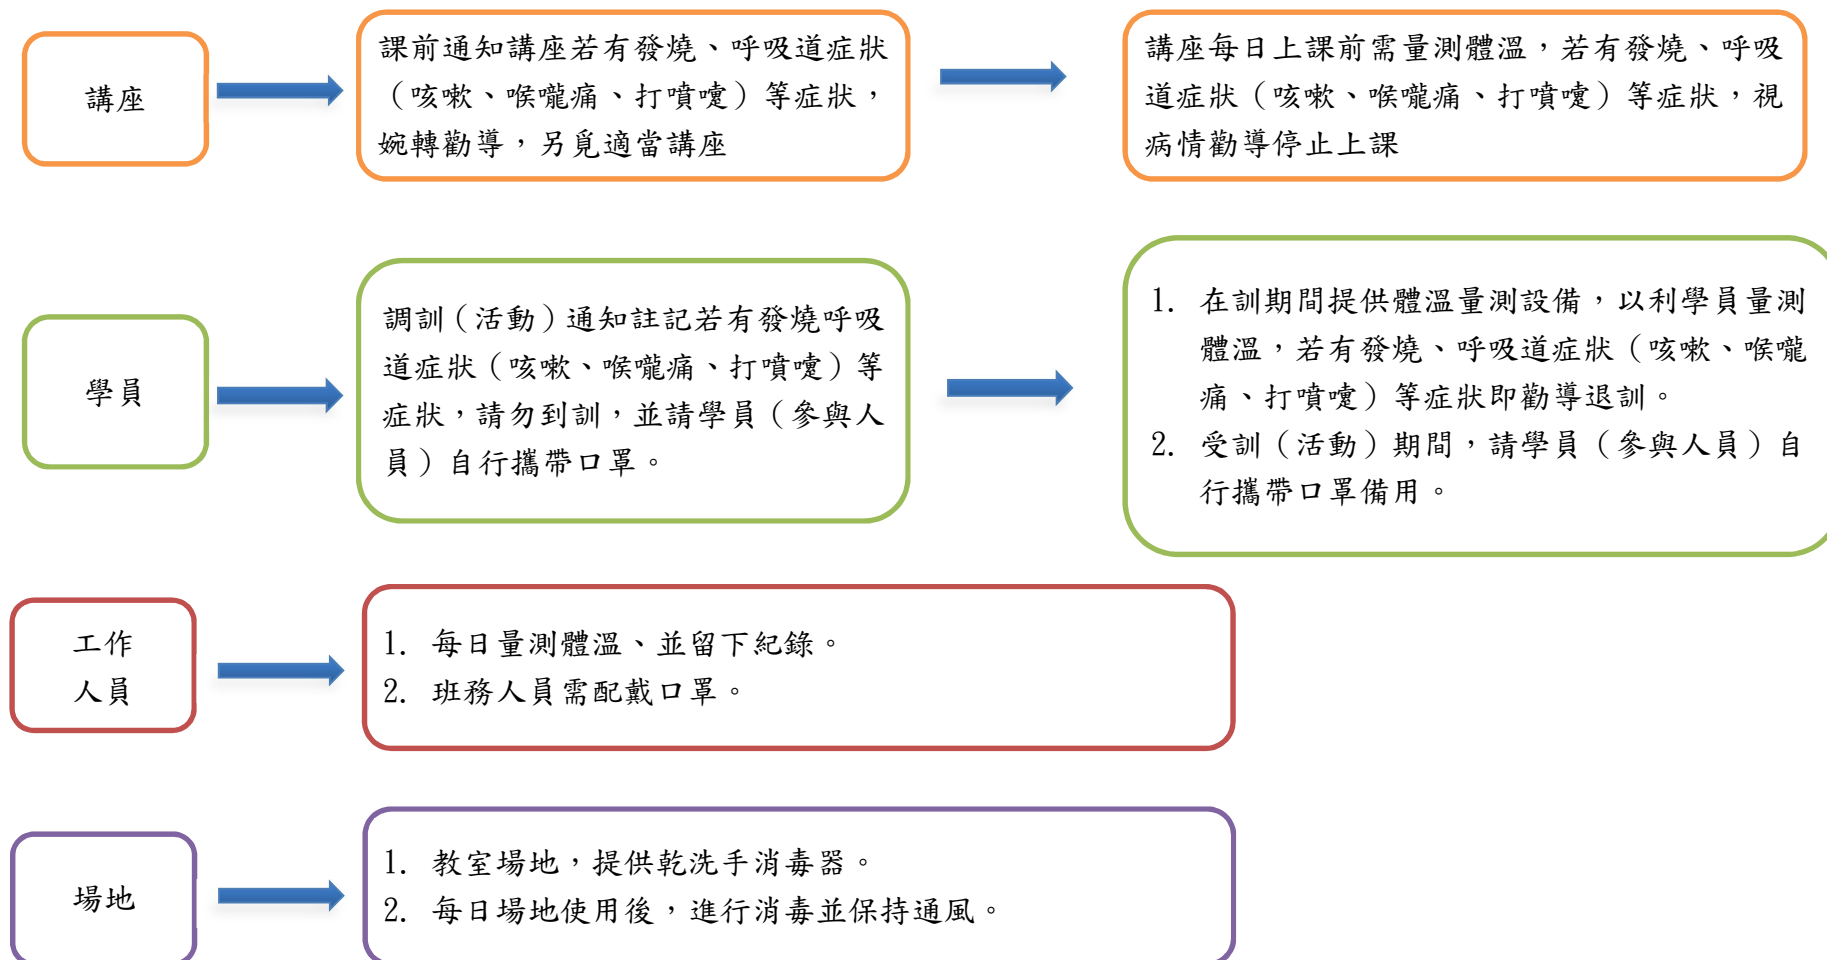 講座
課前通知講座若有發燒、呼吸道症狀
（咳嗽、喉嚨痛、打噴嚏）等症狀，
婉轉勸導，另覓適當講座
講座每日上課前需量測體溫，若有發燒、呼吸
道症狀（咳嗽、喉嚨痛、打噴嚏）等症狀，視
病情勸導停止上課
學員
調訓（活動）通知註記若有發燒呼吸
道症狀（咳嗽、喉嚨痛、打噴嚏）等
症狀，請勿到訓，並請學員（參與人
員）自行攜帶口罩。
1. 在訓期間提供體溫量測設備，以利學員量測
體溫，若有發燒、呼吸道症狀（咳嗽、喉嚨
痛、打噴嚏）等症狀即勸導退訓。
2. 受訓（活動）期間，請學員（參與人員）自
行攜帶口罩備用。
工作
人員
1. 每日量測體溫、並留下紀錄。
2. 班務人員需配戴口罩。
場地
1. 教室場地，提供乾洗手消毒器。
2. 每日場地使用後，進行消毒並保持通風。